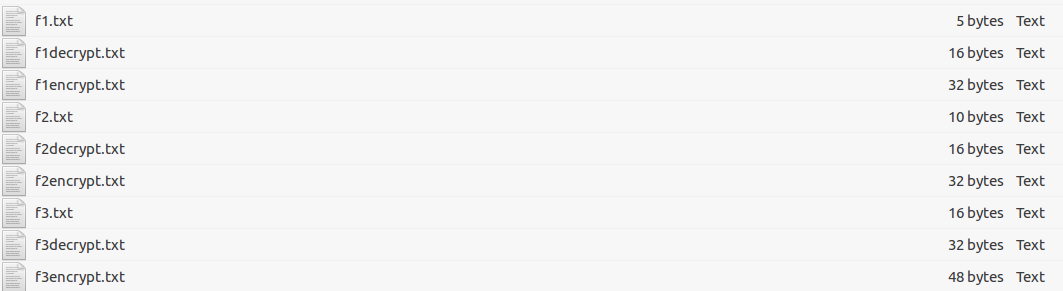 f1.txt 5 bytes Text
f1decrypt.txt 16 bytes Text
f1encrypt.txt 32 bytes Text
f2.txt 10 bytes Text
f2decrypt.txt 16 bytes Text
f2encrypt.txt 32 bytes Text
f3.txt 16 bytes Text
f3decrypt.txt 32 bytes Text
f3encrypt.txt 48 bytes Text